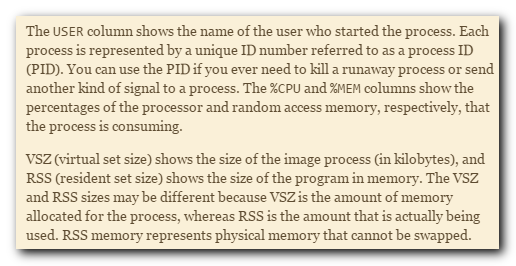 The USER column shows the name of the user who started the process. Each
process is represented by a unique ID number referred to as a process ID
(PID). You can use the PID if you ever need to kill a runaway process or send
another kind of signal to a process. The %CPU and %MEM columns show the
percentages of the processor and random access memory, respectively, that
the process is consuming.
VSZ (virtual set size) shows the size of the image process (in kilobytes), and
RSS (resident set size) shows the size of the program in memory. The VSZ
and RSS sizes may be different because VSZ is the amount of memory
allocated for the process, whereas RSS is the amount that is actually being
used. RSS memory represents physical memory that cannot be swapped.